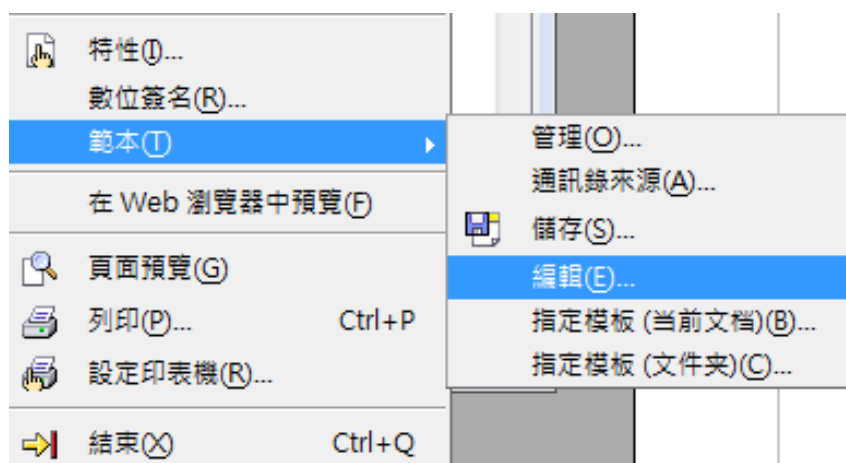 特性(I)...
數位簽名(R)...
範本(T)
在 Web 瀏覽器中預覽(F)
頁面預覽(G)
列印(P)... Ctrl+P
設定印表機(R)...
結束(X) Ctrl+Q
管理(O)...
通訊錄來源(A)...
儲存(S)...
編輯(E)...
指定模板 (当前文档)(B)...
指定模板 (文件夹)(C)...